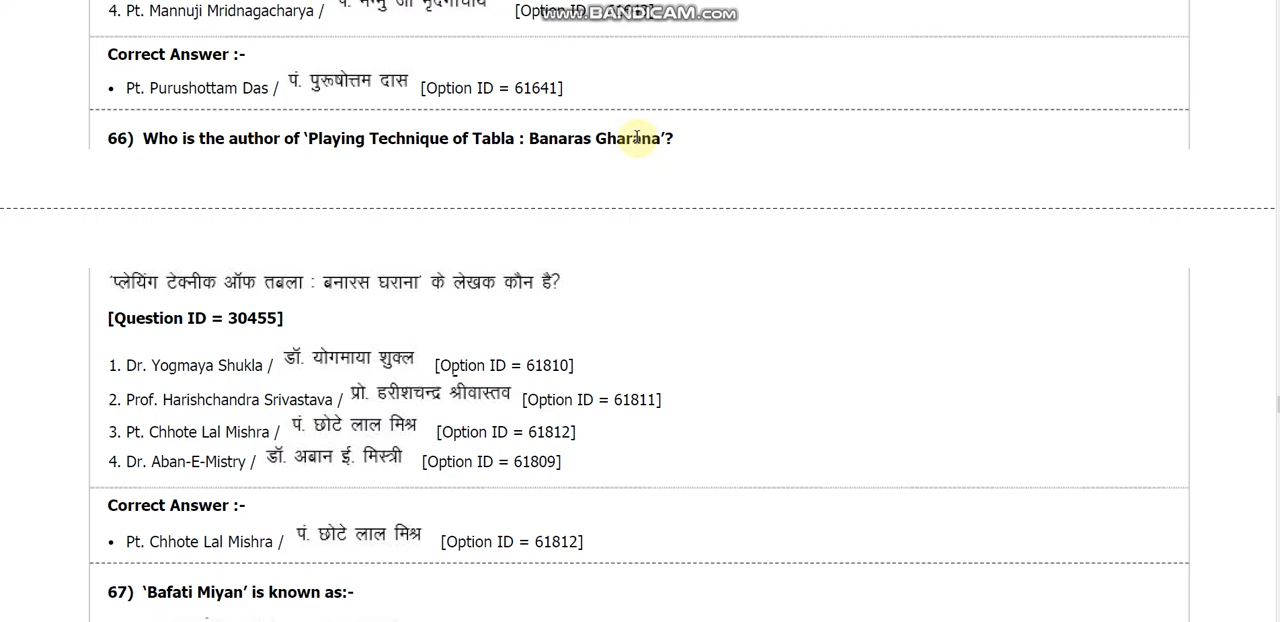 4. Pt. Mannuji Mridnagacharya / पं. मन्नु जी मृदंगाचार्य [Option ID
www.BANDICAM.com
Correct Answer :-
• Pt. Purushottam Das / पं. पुरूषोत्तम दास [Option ID = 61641]
66) Who is the author of ‘Playing Technique of Tabla : Banaras Gharana’?
‘प्लेयिंग टेक्नीक ऑफ तबला : बनारस घराना’ के लेखक कौन है?
[Question ID = 30455]
1. Dr. Yogmaya Shukla / डॉ. योगमाया शुक्ल [Option ID = 61810]
2. Prof. Harishchandra Srivastava / प्रो. हरीशचन्द्र श्रीवास्तव [Option ID = 61811]
3. Pt. Chhote Lal Mishra / पं. छोटे लाल मिश्र [Option ID = 61812]
4. Dr. Aban-E-Mistry / डॉ. अबान ई. मिस्त्री [Option ID = 61809]
Correct Answer :-
• Pt. Chhote Lal Mishra / पं. छोटे लाल मिश्र [Option ID = 61812]
67) ‘Bafati Miyan’ is known as:-